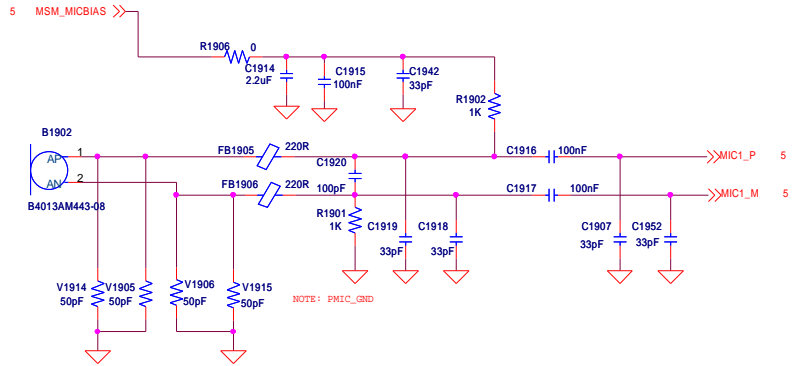 5 MSM_MICBIAS
R1906 0
C1914
2.2uF
C1915
100nF
C1942
33pF
R1902
1K
B1902
AP 1
AN 2
B4013AM443-08
FB1905 220R
FB1906 220R
C1920
100pF
C1916 100nF
MIC1_P 5
C1917 100nF
MIC1_M 5
R1901
1K
C1919
33pF
C1918
33pF
C1907
33pF
C1952
33pF
V1914
50pF
V1905
50pF
V1906
50pF
V1915
50pF
NOTE: PMIC_GND